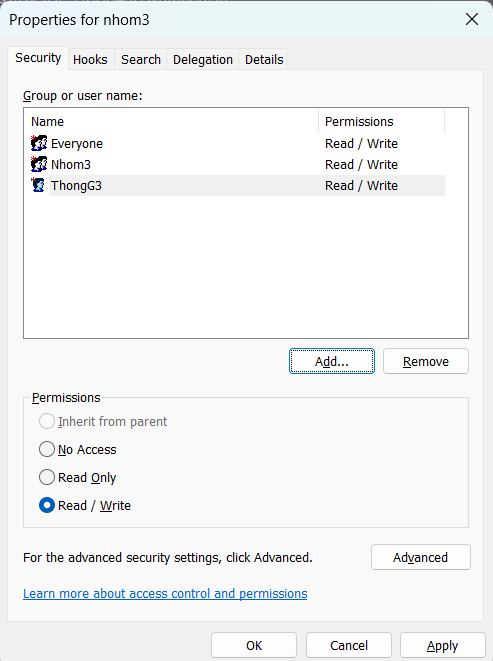 Properties for nhom3
Security Hooks Search Delegation Details
Group or user name:
Name Permissions
Everyone Read / Write
Nhom3 Read / Write
ThongG3 Read / Write
Add... Remove
Permissions
Inherit from parent
No Access
Read Only
Read / Write
For the advanced security settings, click Advanced. Advanced
Learn more about access control and permissions
OK Cancel Apply